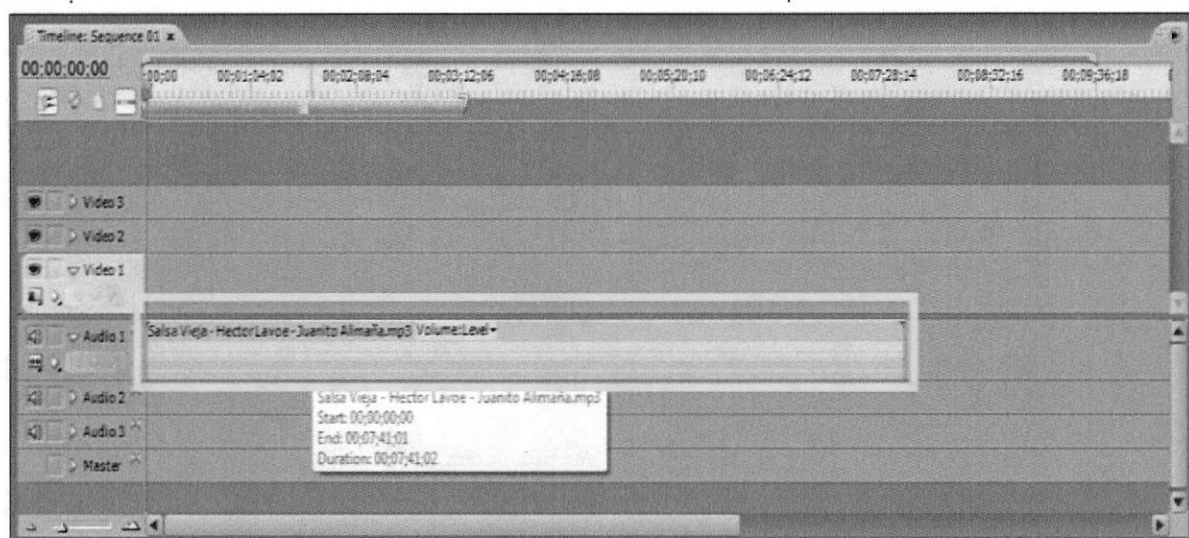 Timeline: Sequence 01 x
00;00;00;00
;00;00 00;01;04;02 00;02;08;04 00;03;12;06 00;04;16;08 00;05;20;10 00;06;24;12 00;07;28;14 00;08;32;16 00;09;36;18
Video 3
Video 2
Video 1
Audio 1
Salsa Vieja - Hector Lavoe - Juanito Alimaña.mp3 Volume:Level
Audio 2
Salsa Vieja - Hector Lavoe - Juanito Alimaña.mp3
Start: 00;00;00;00
Audio 3
End: 00;07;41;01
Master
Duration: 00;07;41;02